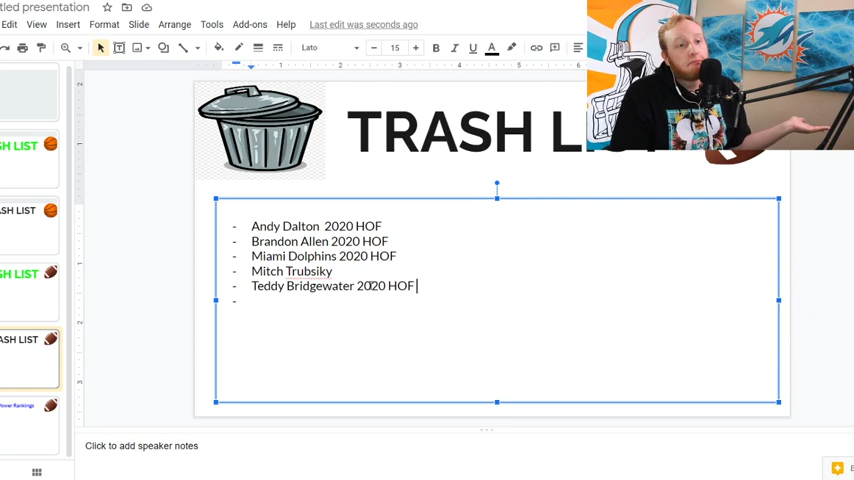 tled presentation
View Insert Format Slide Arrange Tools Add-ons Help Last edit was seconds ago
Lato 15
TRASH L
- Andy Dalton 2020 HOF
- Brandon Allen 2020 HOF
- Miami Dolphins 2020 HOF
- Mitch Trubsiky
- Teddy Bridgewater 2020 HOF
-
SH LIST
ASH LIST
SH LIST
ASH LIST
Power Rankings
Click to add speaker notes